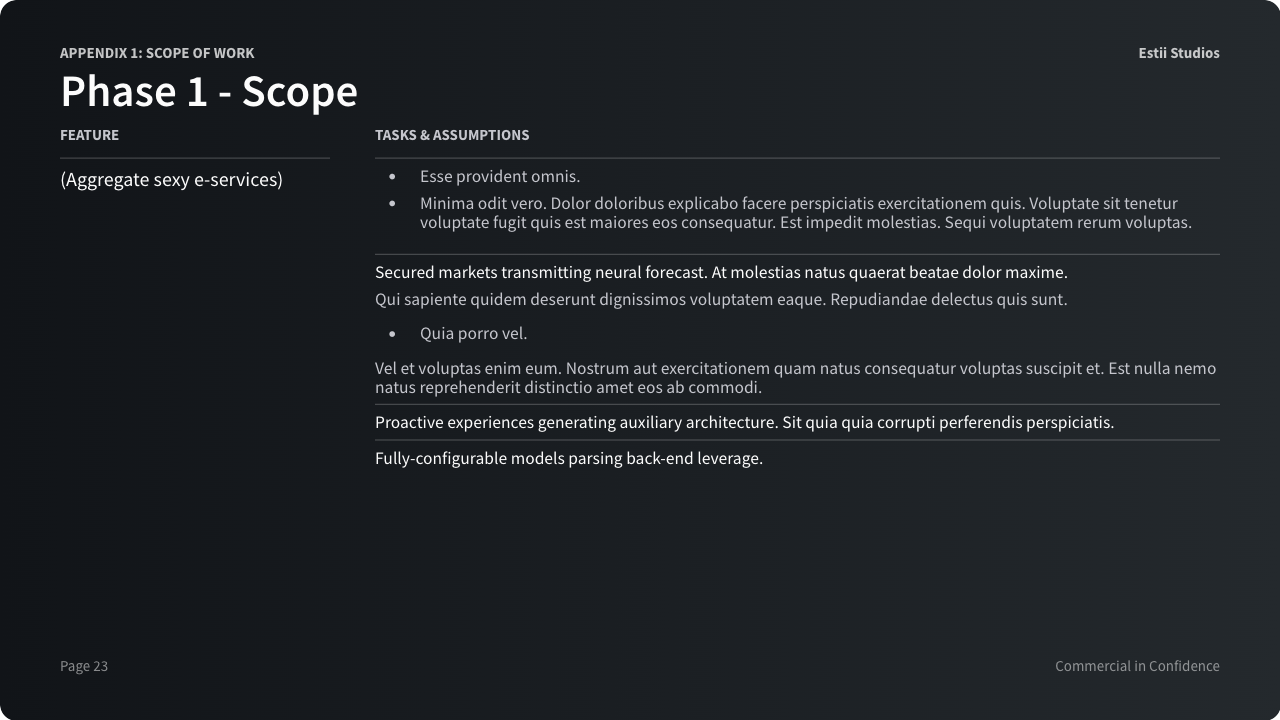 APPENDIX 1: SCOPE OF WORK
Estii Studios
Phase 1 - Scope
FEATURE
TASKS & ASSUMPTIONS
(Aggregate sexy e-services)
• Esse provident omnis.
• Minima odit vero. Dolor doloribus explicabo facere perspiciatis exercitationem quis. Voluptate sit tenetur
voluptate fugit quis est maiores eos consequatur. Est impedit molestias. Sequi voluptatem rerum voluptas.
Secured markets transmitting neural forecast. At molestias natus quaerat beatae dolor maxime.
Qui sapiente quidem deserunt dignissimos voluptatem eaque. Repudiandae delectus quis sunt.
• Quia porro vel.
Vel et voluptas enim eum. Nostrum aut exercitationem quam natus consequatur voluptas suscipit et. Est nulla nemo
natus reprehenderit distinctio amet eos ab commodi.
Proactive experiences generating auxiliary architecture. Sit quia quia corrupti perferendis perspiciatis.
Fully-configurable models parsing back-end leverage.
Page 23
Commercial in Confidence